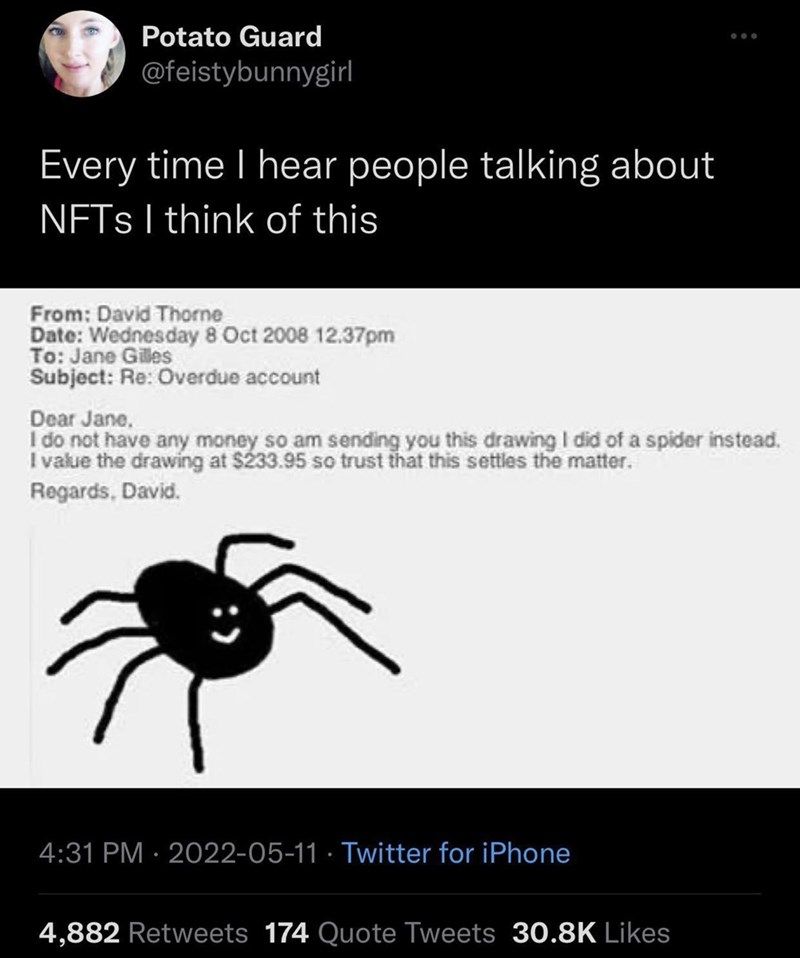 Potato Guard
@feistybunnygirl
Every time I hear people talking about
NFTs I think of this
From: David Thorne
Date: Wednesday 8 Oct 2008 12.37pm
To: Jane Gilles
Subject: Re: Overdue account
Dear Jane,
I do not have any money so am sending you this drawing I did of a spider instead.
I value the drawing at $233.95 so trust that this settles the matter.
Regards, David.
4:31 PM · 2022-05-11 · Twitter for iPhone
4,882 Retweets 174 Quote Tweets 30.8K Likes